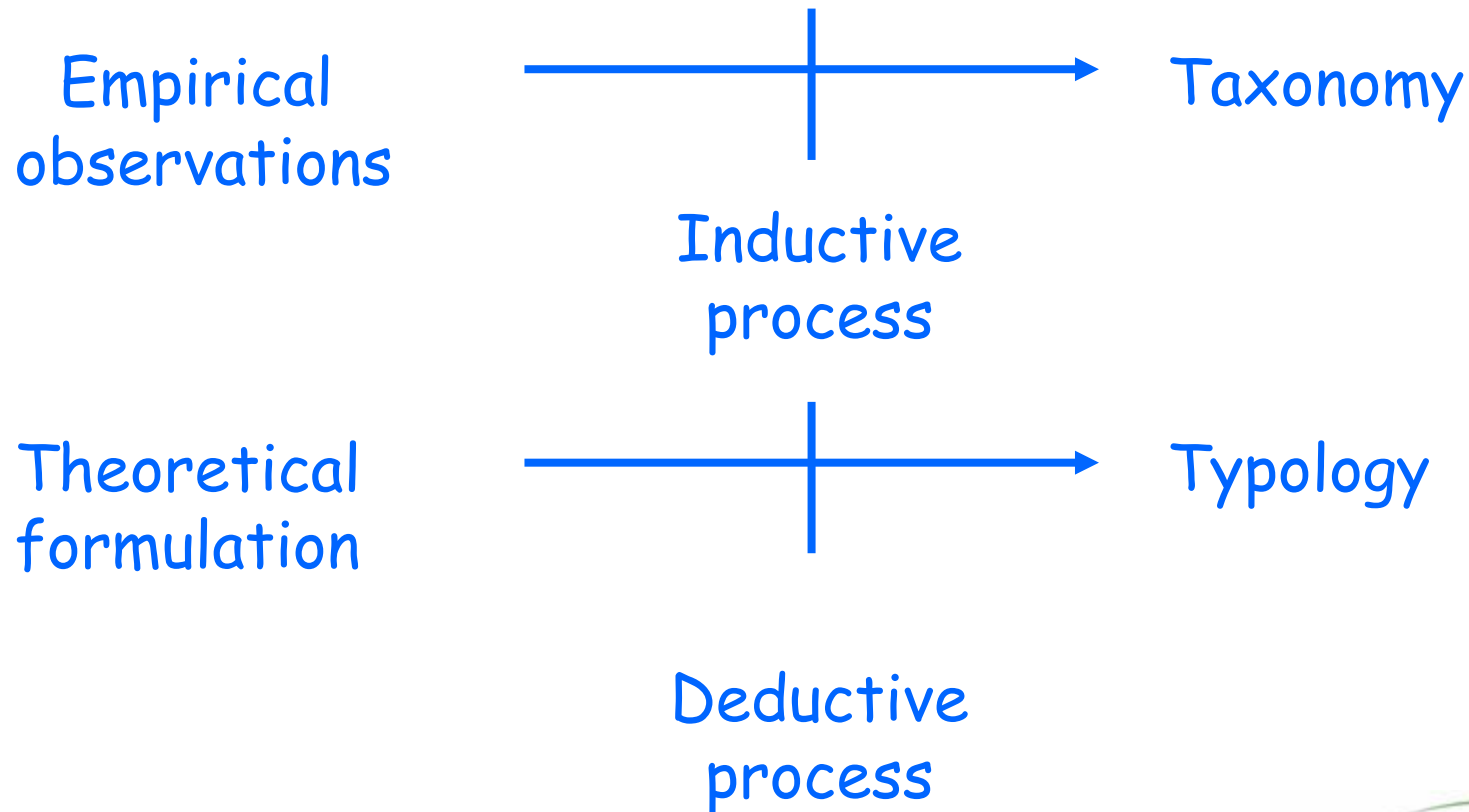 Empirical
observations
Taxonomy
Inductive
process
Theoretical
formulation
Typology
Deductive
process